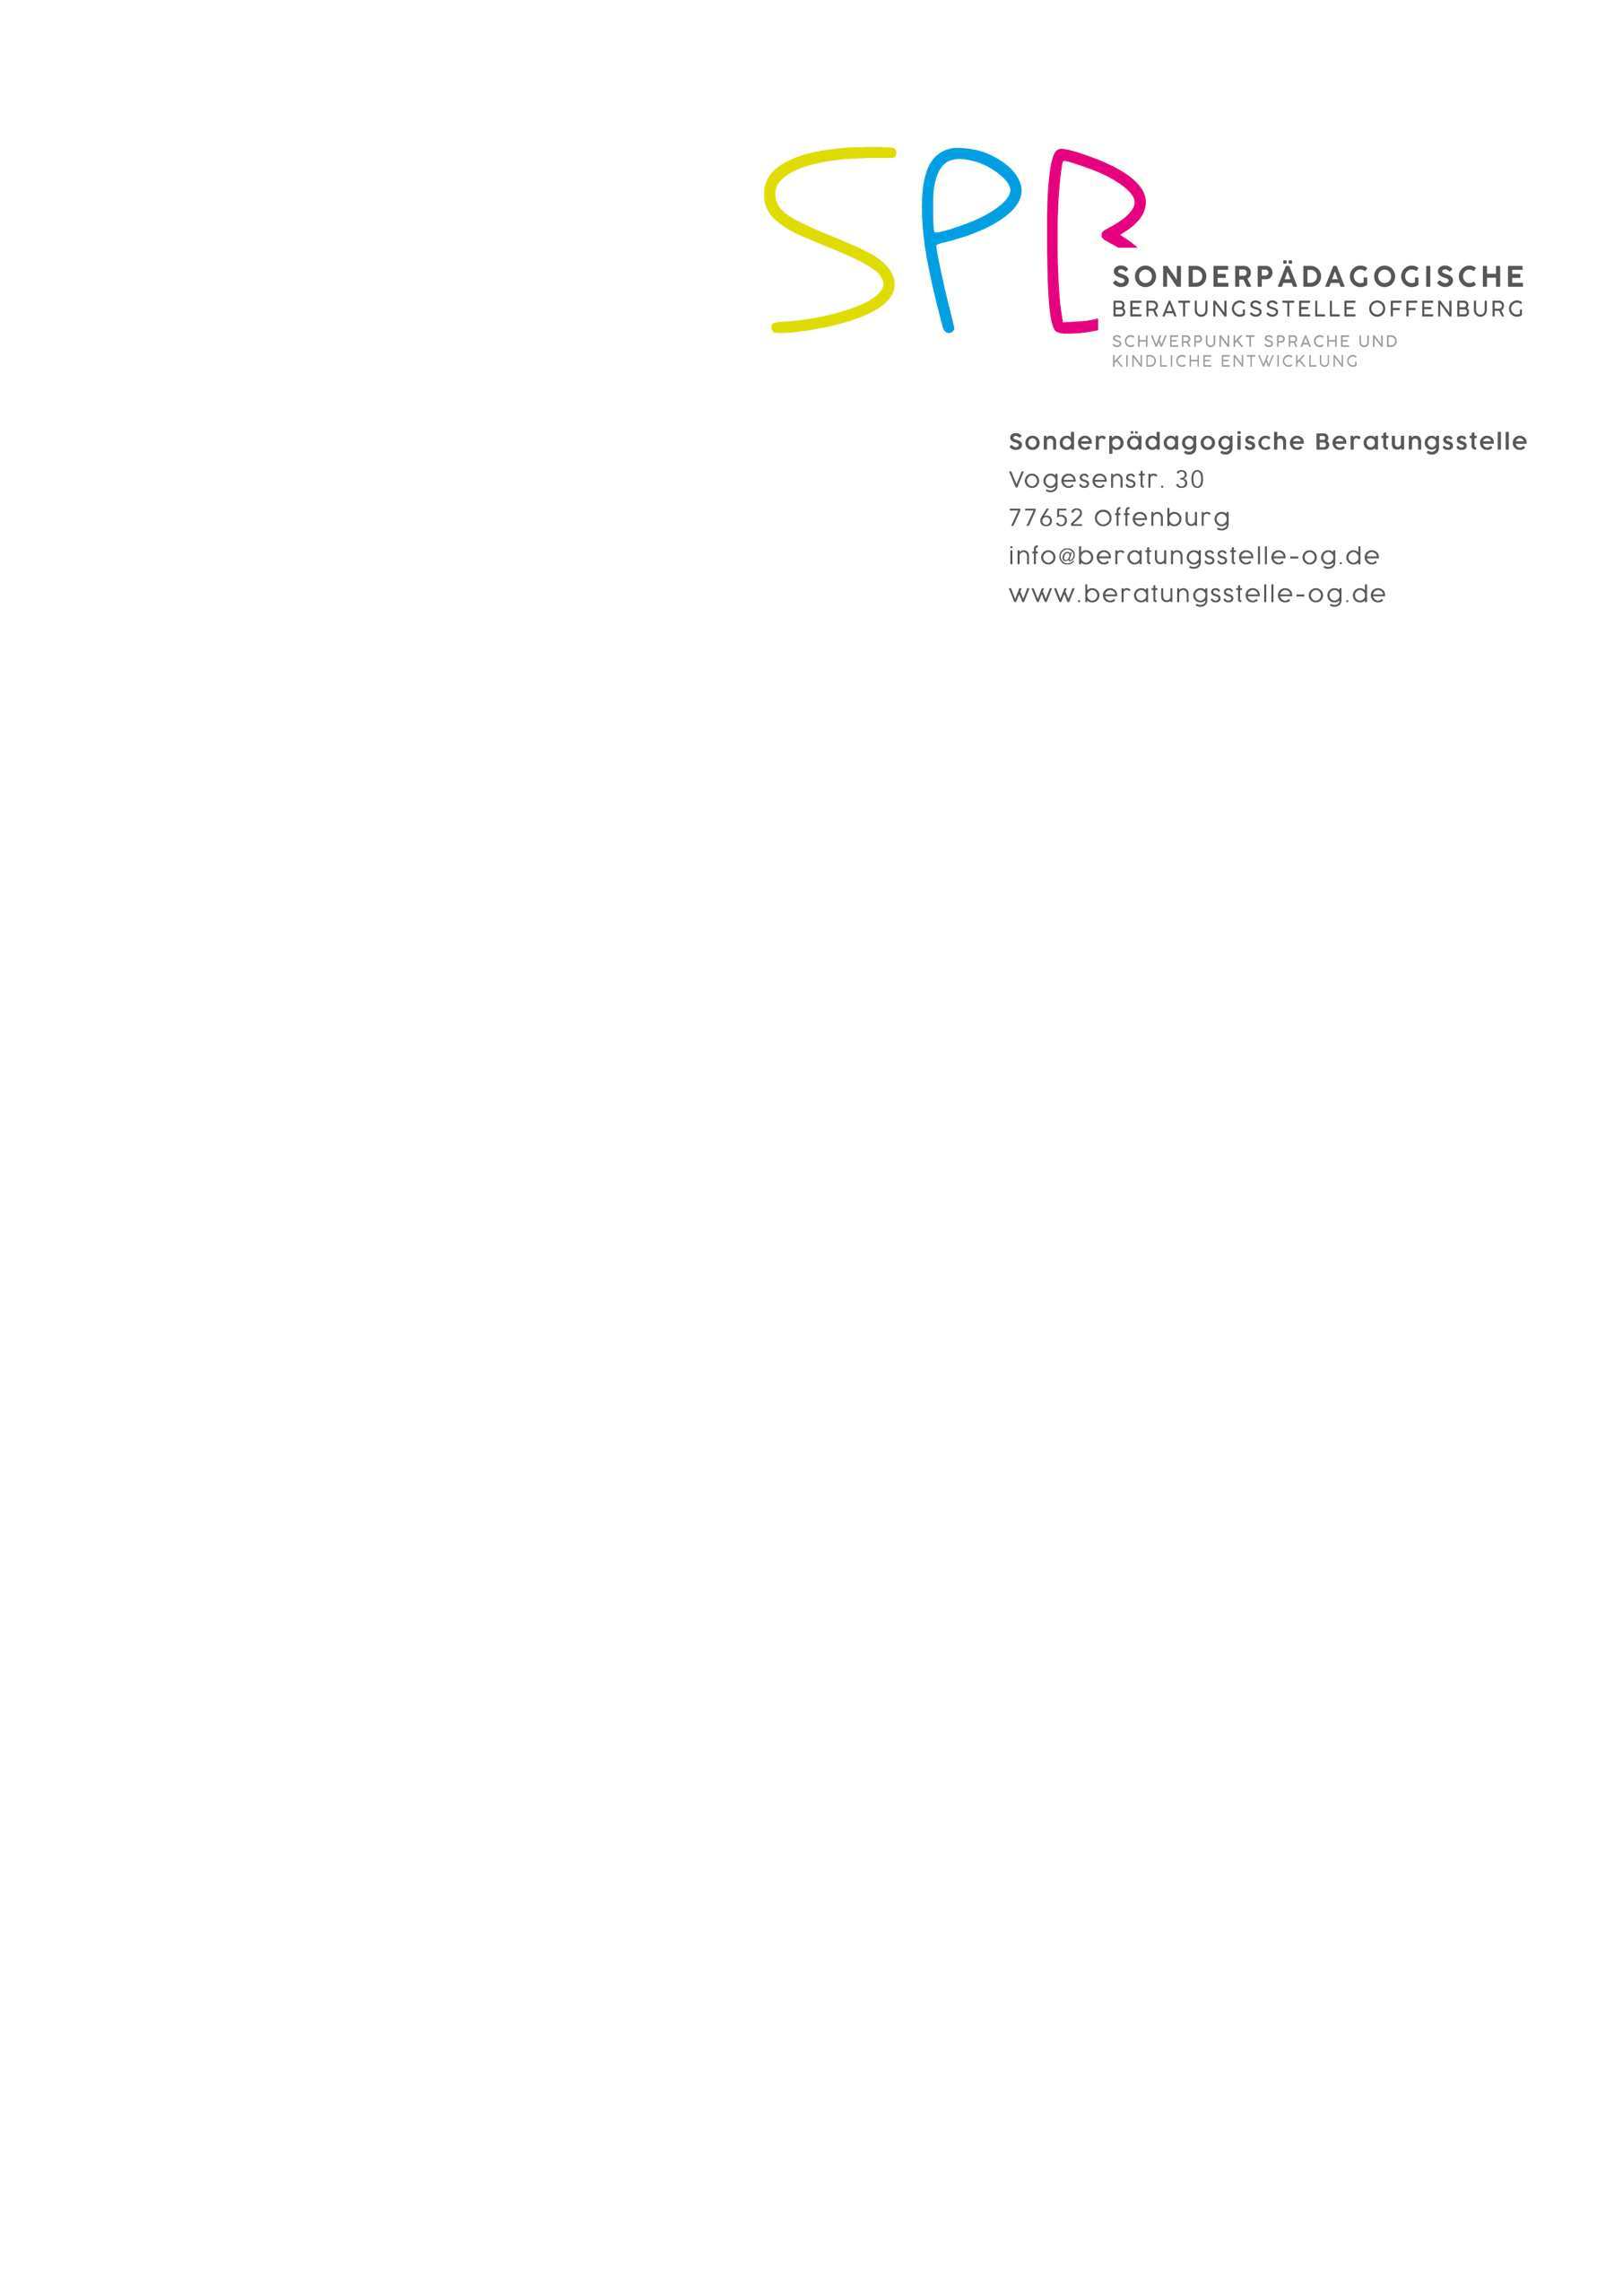 SPB
SONDERPÄDAGOGISCHE
BERATUNGSSTELLE OFFENBURG
SCHWERPUNKT SPRACHE UND
KINDLICHE ENTWICKLUNG
Sonderpädagogische Beratungsstelle
Vogesenstr. 30
77652 Offenburg
info@beratungsstelle-og.de
www.beratungsstelle-og.de